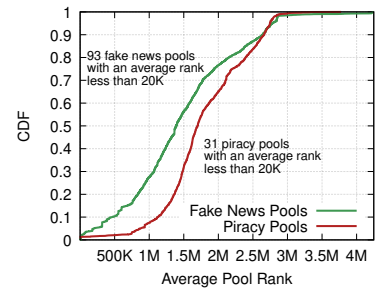 1
0.9
0.8
0.7
0.6
0.5
0.4
0.3
0.2
0.1
0
CDF
93 fake news pools
with an average rank
less than 20K
31 piracy pools
with an average rank
less than 20K
Fake News Pools
Piracy Pools
500K 1M 1.5M 2M 2.5M 3M 3.5M 4M
Average Pool Rank